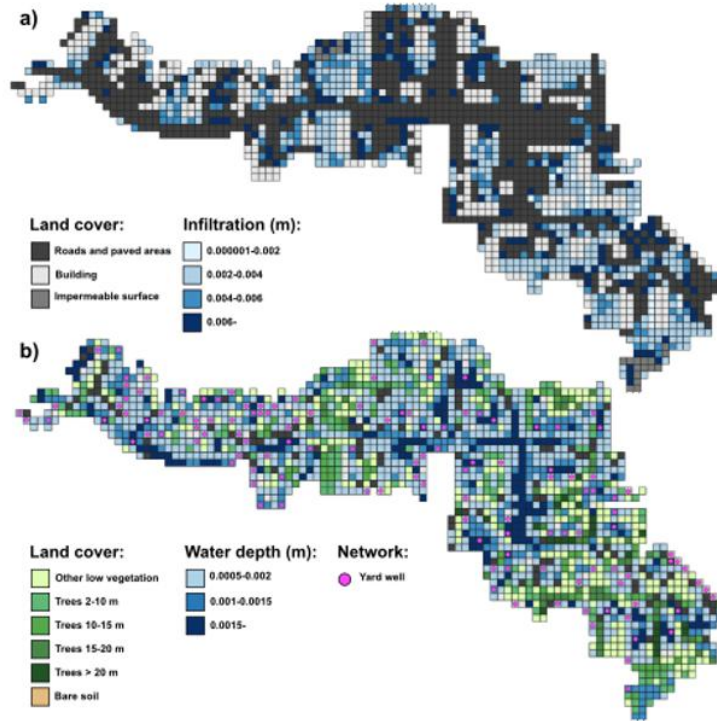 a)
Land cover:
Roads and paved areas
Building
Impermeable surface
Infiltration (m):
0.000001-0.002
0.002-0.004
0.004-0.006
0.006-
b)
Land cover:
Other low vegetation
Trees 2-10 m
Trees 10-15 m
Trees 15-20 m
Trees > 20 m
Bare soil
Water depth (m):
0.0005-0.002
0.001-0.0015
0.0015-
Network:
Yard well